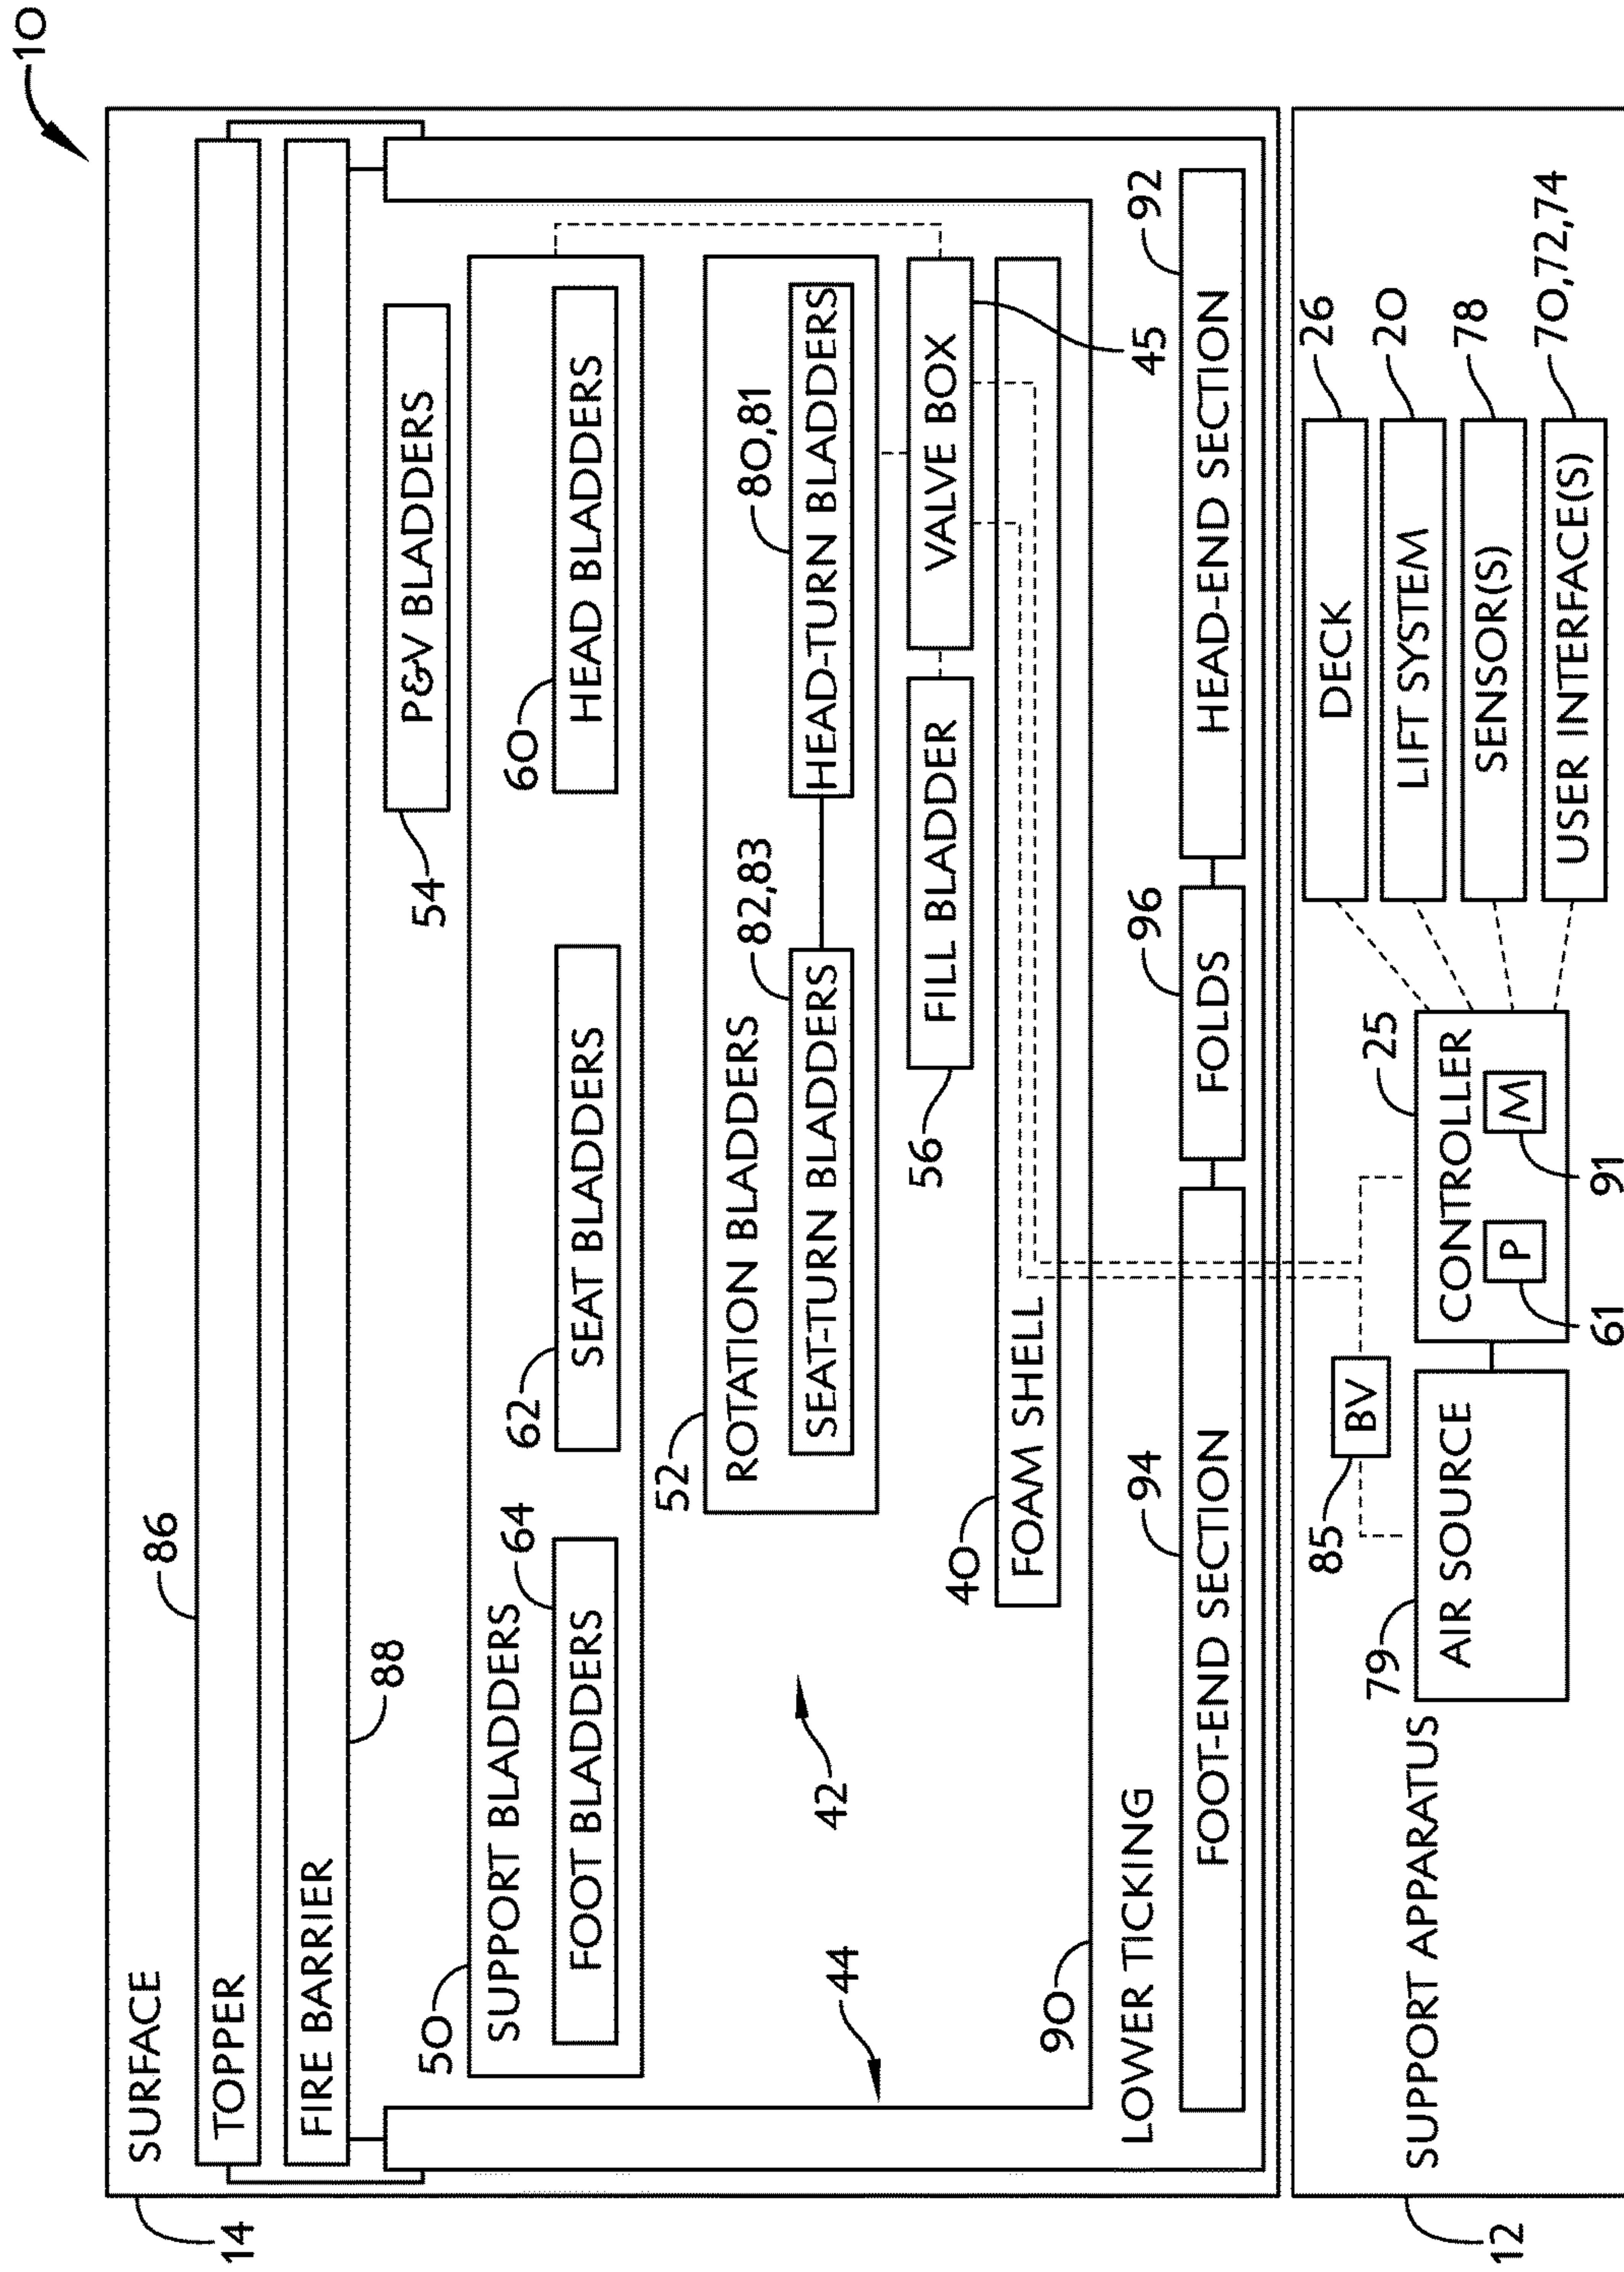 10
SURFACE
14
86
TOPPER
FIRE BARRIER
88
54
P&V BLADDERS
50
SUPPORT BLADDERS
64
62
60
FOOT BLADDERS
SEAT BLADDERS
HEAD BLADDERS
52
ROTATION BLADDERS
82,83
80,81
SEAT-TURN BLADDERS
HEAD-TURN BLADDERS
42
44
56
FILL BLADDER
VALVE BOX
45
40
FOAM SHELL
90
LOWER TICKING
94
96
92
FOOT-END SECTION
FOLDS
HEAD-END SECTION
12
SUPPORT APPARATUS
85
BV
79
AIR SOURCE
25
CONTROLLER
P
M
61
91
DECK
26
LIFT SYSTEM
20
SENSOR(S)
78
USER INTERFACE(S)
70,72,74